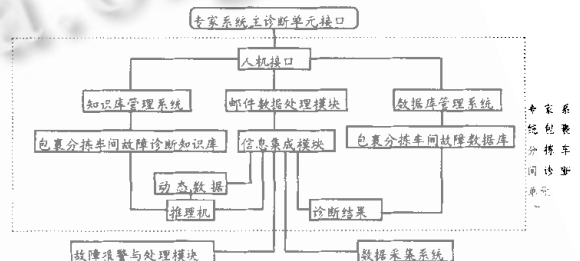 专家系统主诊断单元接口
人机接口
知识库管理系统
邮件数据处理模块
数据库管理系统
包裹分拣车间故障诊断知识库
信息集成模块
包裹分拣车间故障数据库
动态数据
推理机
诊断结果
故障报警与处理模块
数据采集系统
专家系
统包裹
分拣车
间诊断
单元